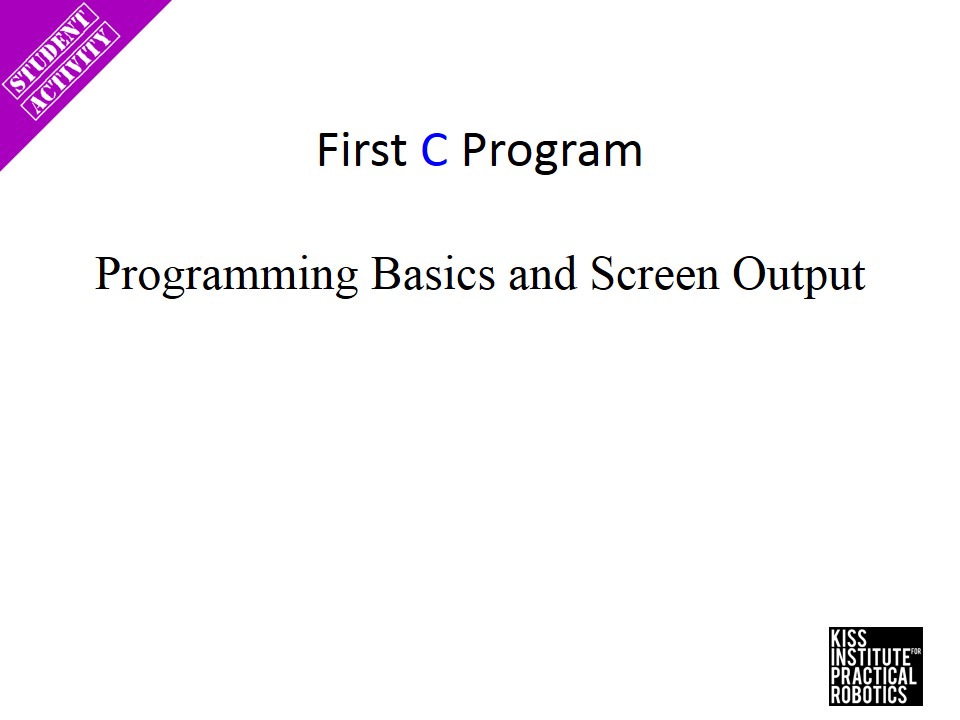 STUDENT
ACTIVITY
First C Program
Programming Basics and Screen Output
KISS
INSTITUTE FOR
PRACTICAL
ROBOTICS